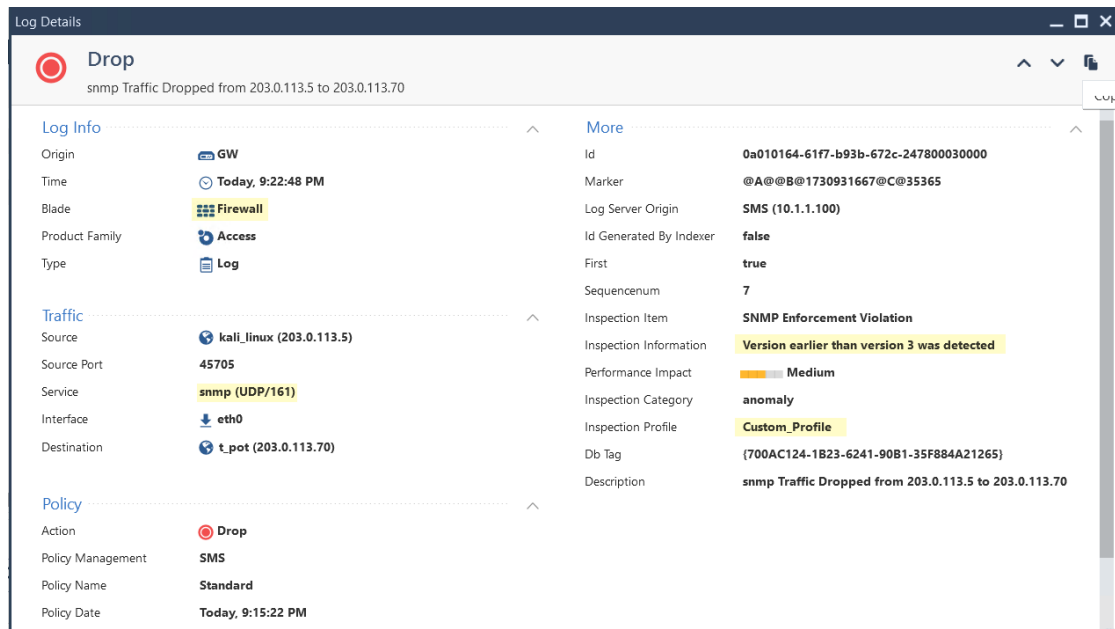 Log Details
Drop
snmp Traffic Dropped from 203.0.113.5 to 203.0.113.70
Log Info
Origin GW
Time Today, 9:22:48 PM
Blade Firewall
Product Family Access
Type Log
Traffic
Source kali_linux (203.0.113.5)
Source Port 45705
Service snmp (UDP/161)
Interface eth0
Destination t_pot (203.0.113.70)
Policy
Action Drop
Policy Management SMS
Policy Name Standard
Policy Date Today, 9:15:22 PM
More
Id 0a010164-61f7-b93b-672c-247800030000
Marker @A@@B@1730931667@C@35365
Log Server Origin SMS (10.1.1.100)
Id Generated By Indexer false
First true
Sequencenum 7
Inspection Item SNMP Enforcement Violation
Inspection Information Version earlier than version 3 was detected
Performance Impact Medium
Inspection Category anomaly
Inspection Profile Custom_Profile
Db Tag {700AC124-1B23-6241-90B1-35F884A21265}
Description snmp Traffic Dropped from 203.0.113.5 to 203.0.113.70